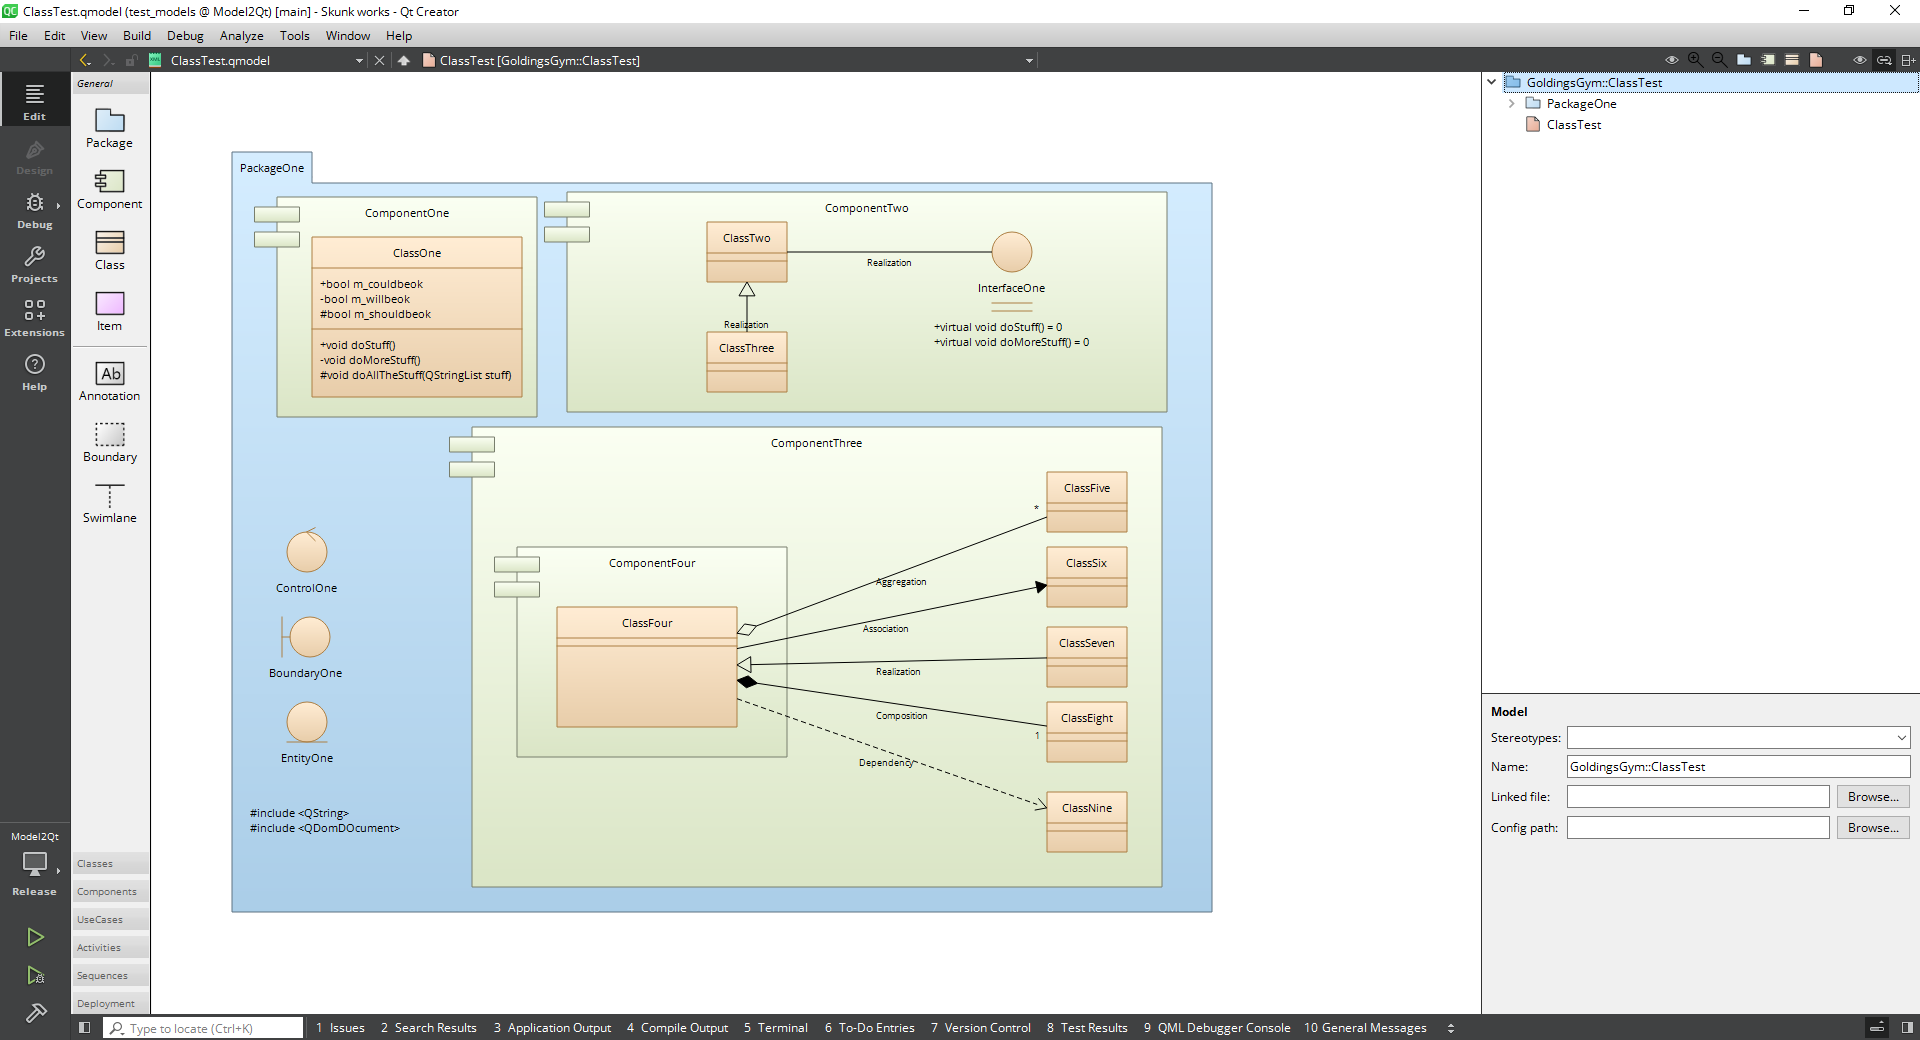 ClassTest.qmodel (test_models @ Model2Qt) [main] - Skunk works - Qt Creator
File Edit View Build Debug Analyze Tools Window Help
ClassTest.qmodel
ClassTest [GoldingsGym::ClassTest]
Edit
Design
Debug
Projects
Extensions
Help
Model2Qt
Release
General
Package
Component
Class
Item
Ab
Annotation
Boundary
Swimlane
Classes
Components
UseCases
Activities
Sequences
Deployment
PackageOne
ComponentOne
ClassOne
+bool m_couldbeok
-bool m_willbeok
#bool m_shouldbeok
+void doStuff()
-void doMoreStuff()
#void doAllTheStuff(QStringList stuff)
ComponentTwo
ClassTwo
Realization
InterfaceOne
+virtual void doStuff() = 0
+virtual void doMoreStuff() = 0
Realization
ClassThree
ComponentThree
ClassFive
*
Aggregation
ClassSix
Association
ComponentFour
ClassFour
ClassSeven
Realization
ClassEight
Composition
1
Dependency
ClassNine
ControlOne
BoundaryOne
EntityOne
#include <QString>
#include <QDomDOcument>
GoldingsGym::ClassTest
PackageOne
ClassTest
Model
Stereotypes:
Name: GoldingsGym::ClassTest
Linked file: Browse...
Config path: Browse...
Type to locate (Ctrl+K)
1 Issues 2 Search Results 3 Application Output 4 Compile Output 5 Terminal 6 To-Do Entries 7 Version Control 8 Test Results 9 QML Debugger Console 10 General Messages